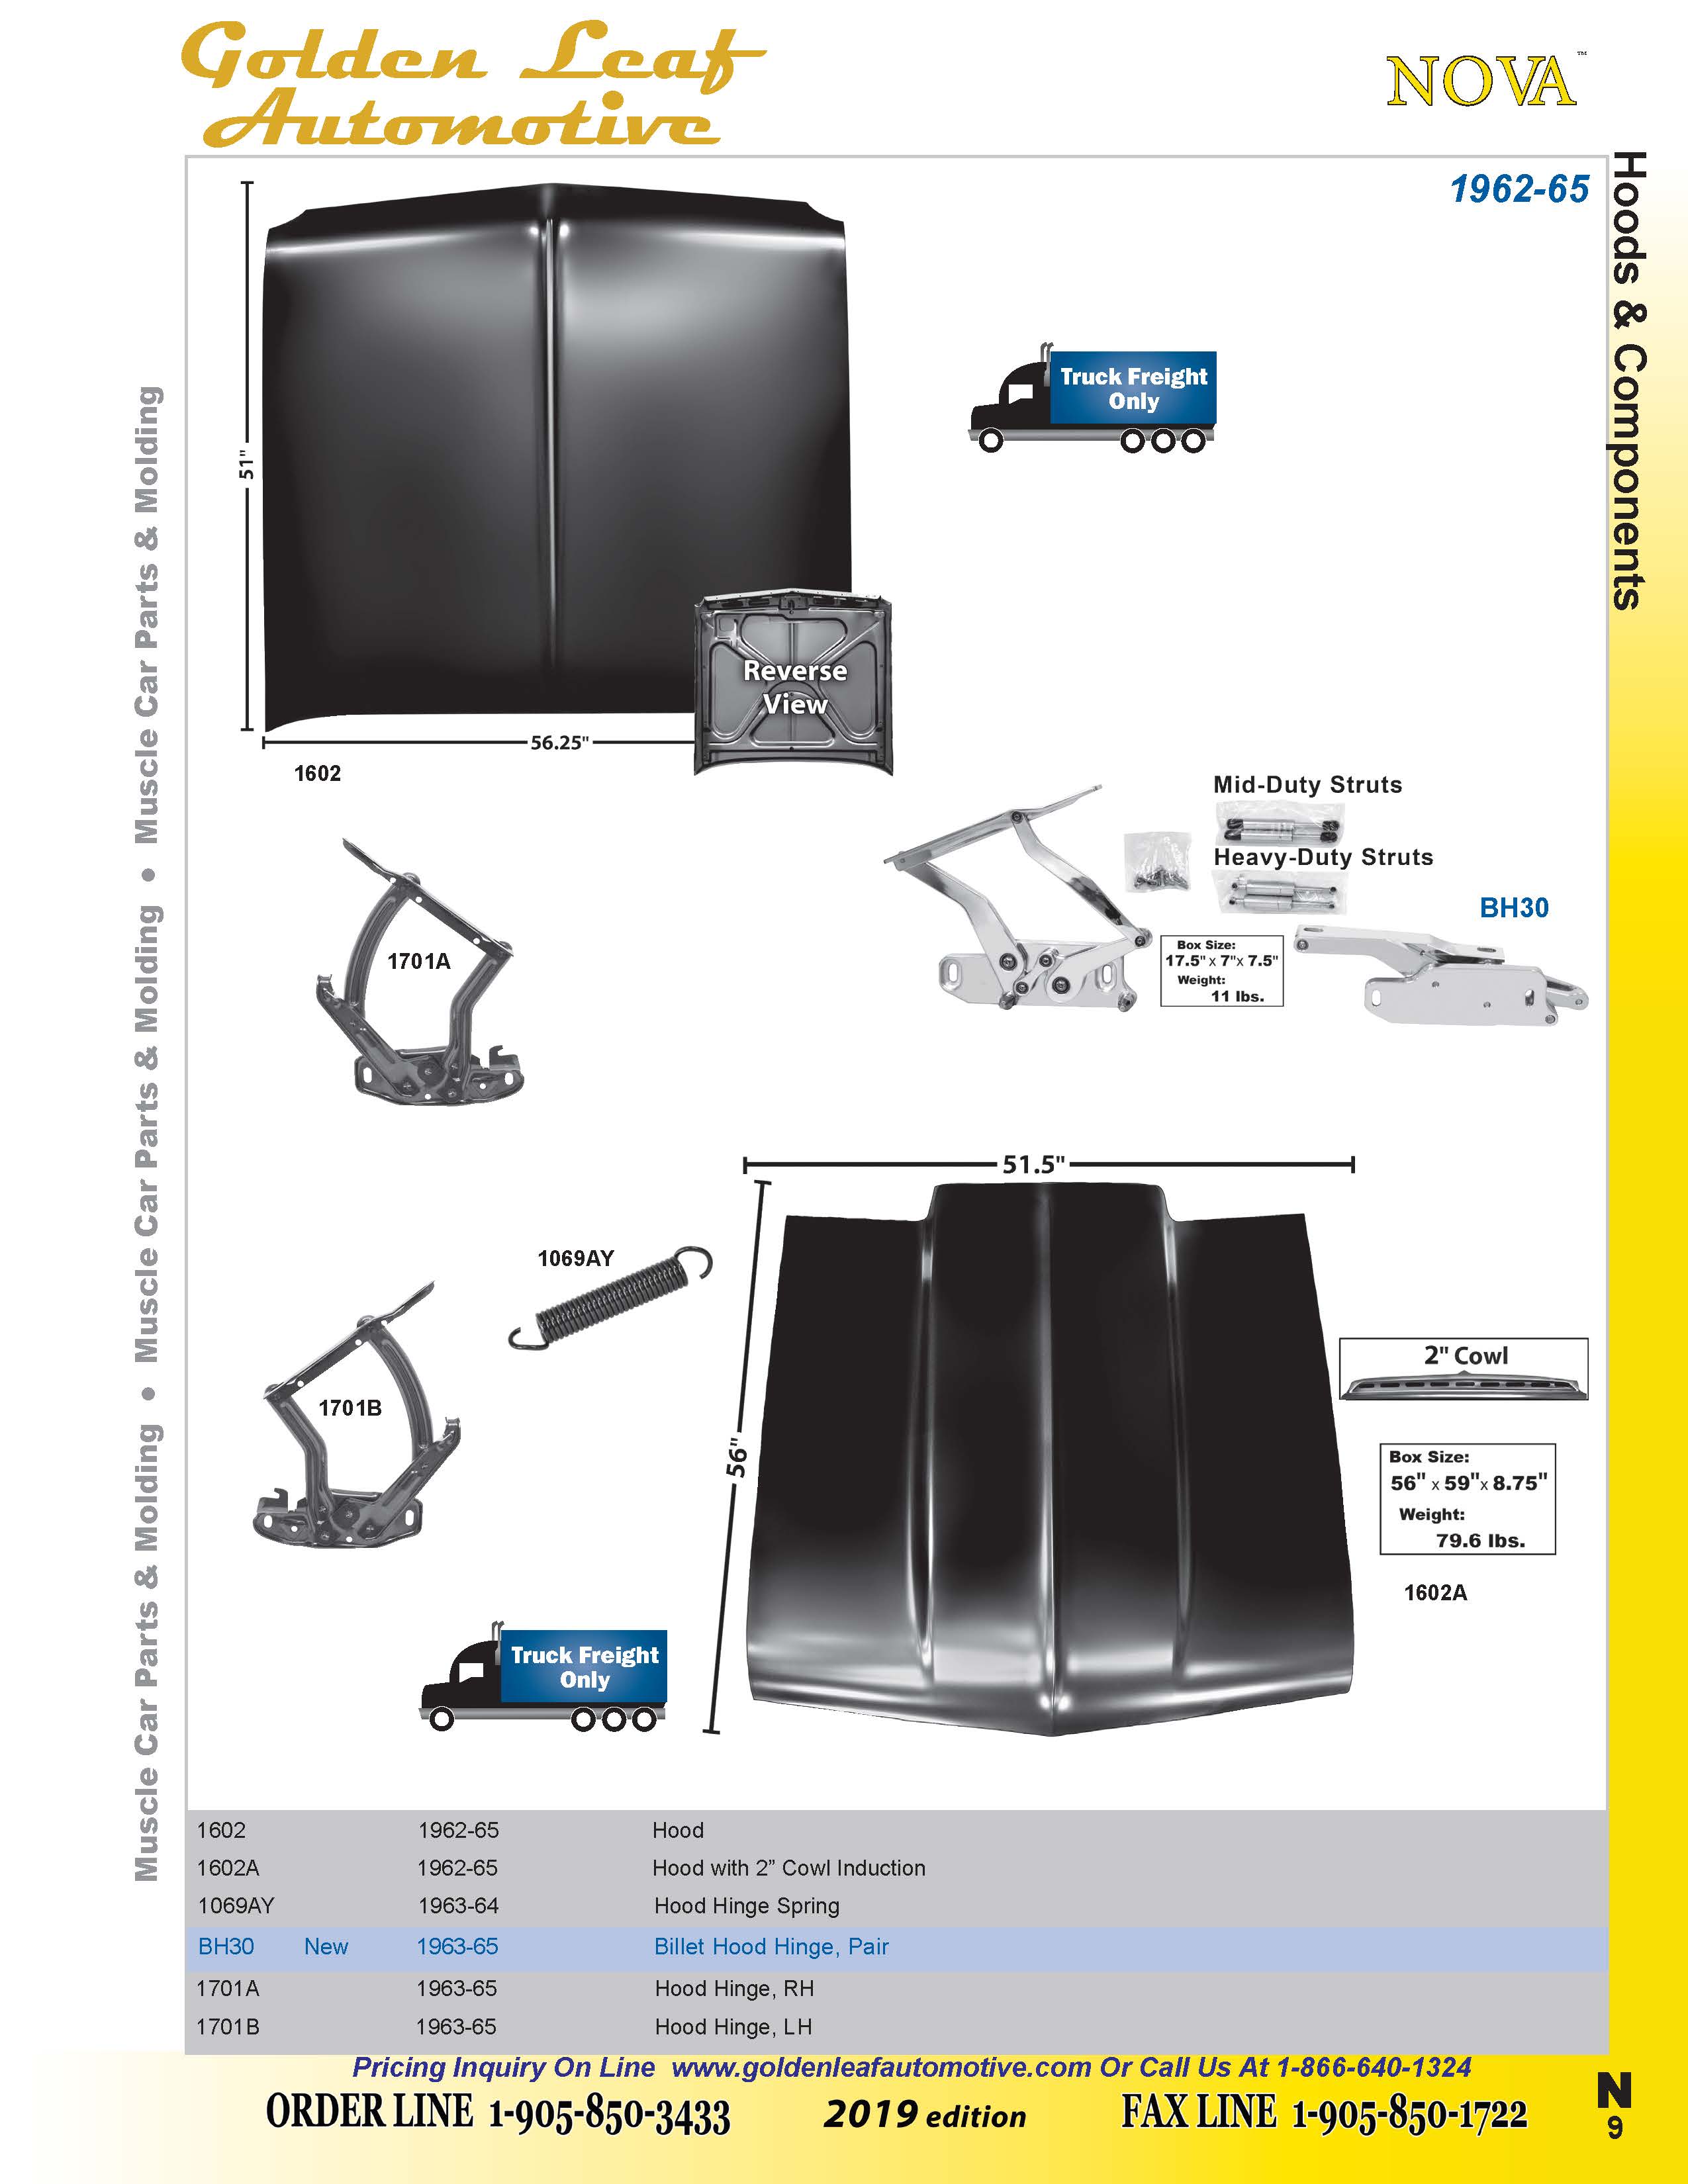 Golden Leaf
Automotive
NOVA™
1962-65
Hoods & Components
Muscle Car Parts & Molding • Muscle Car Parts & Molding • Muscle Car Parts & Molding
51"
56.25"
1602
Reverse
View
Truck Freight
Only
Mid-Duty Struts
Heavy-Duty Struts
BH30
Box Size:
17.5" x 7"x 7.5"
Weight:
11 lbs.
1701A
51.5"
56"
1069AY
1701B
2" Cowl
Box Size:
56" x 59"x 8.75"
Weight:
79.6 lbs.
1602A
Truck Freight
Only
1602 1962-65 Hood
1602A 1962-65 Hood with 2” Cowl Induction
1069AY 1963-64 Hood Hinge Spring
BH30 New 1963-65 Billet Hood Hinge, Pair
1701A 1963-65 Hood Hinge, RH
1701B 1963-65 Hood Hinge, LH
Pricing Inquiry On Line www.goldenleafautomotive.com Or Call Us At 1-866-640-1324
ORDER LINE 1-905-850-3433 2019 edition FAX LINE 1-905-850-1722
N
9